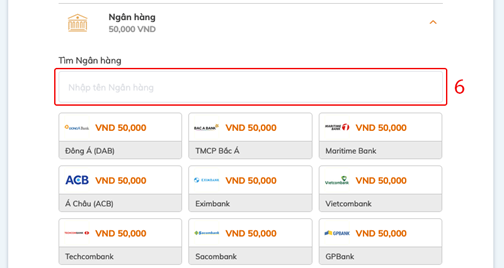 Ngân hàng
50,000 VND
Tìm Ngân hàng
Nhập tên Ngân hàng
6
DONGA Bank VND 50,000
BAC A BANK VND 50,000
MARITIME BANK VND 50,000
Đông Á (DAB)
TMCP Bắc Á
Maritime Bank
ACB VND 50,000
EXIMBANK VND 50,000
Vietcombank VND 50,000
Á Châu (ACB)
Eximbank
Vietcombank
TECHCOMBANK VND 50,000
Sacombank VND 50,000
GPBANK VND 50,000
Techcombank
Sacombank
GPBank